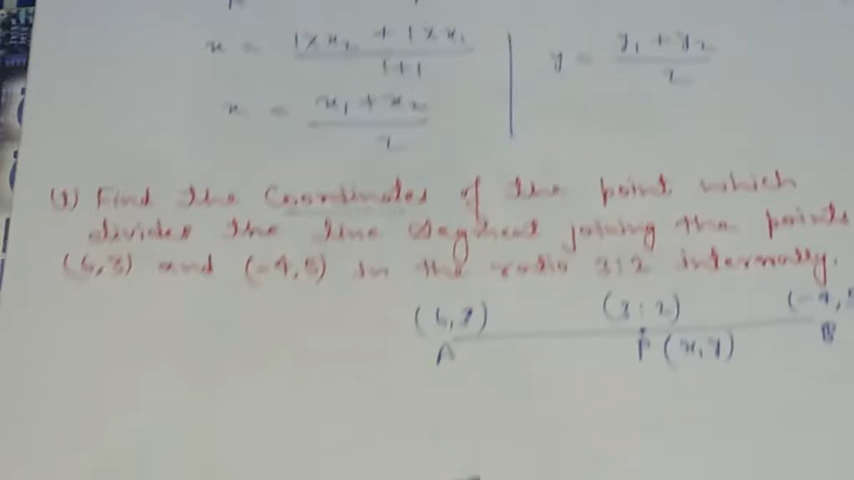 x = 1×x₂ + 1×x₁ / 1+1 | y = y₁ + y₂ / 2
x = x₁ + x₂ / 2
(1) Find the Coordinates of the point which
divides the line segment joining the points
(6,3) and (-4,5) in the ratio 3:2 internally.
(6,3) (3:2) (-4,5
A P(x,y) B